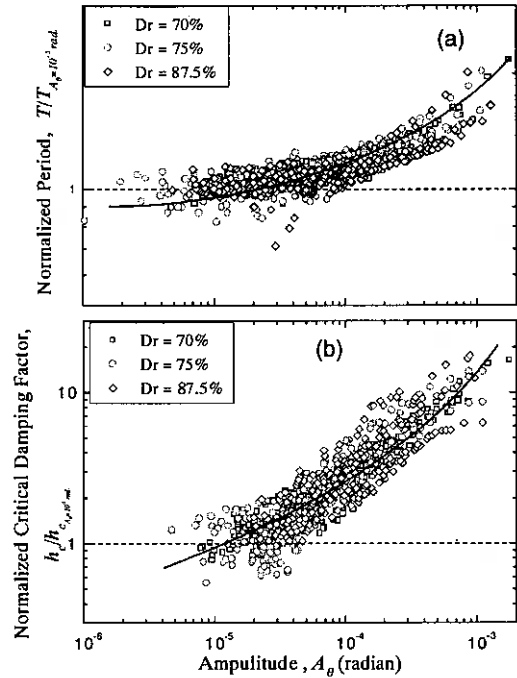 Dr = 70%
Dr = 75%
Dr = 87.5%
(a)
Normalized Period,
1
Dr = 70%
Dr = 75%
Dr = 87.5%
(b)
Normalized Critical Damping Factor,
10
1
10⁻⁶ 10⁻⁵ 10⁻⁴ 10⁻³
Ampulitude , A_θ (radian)